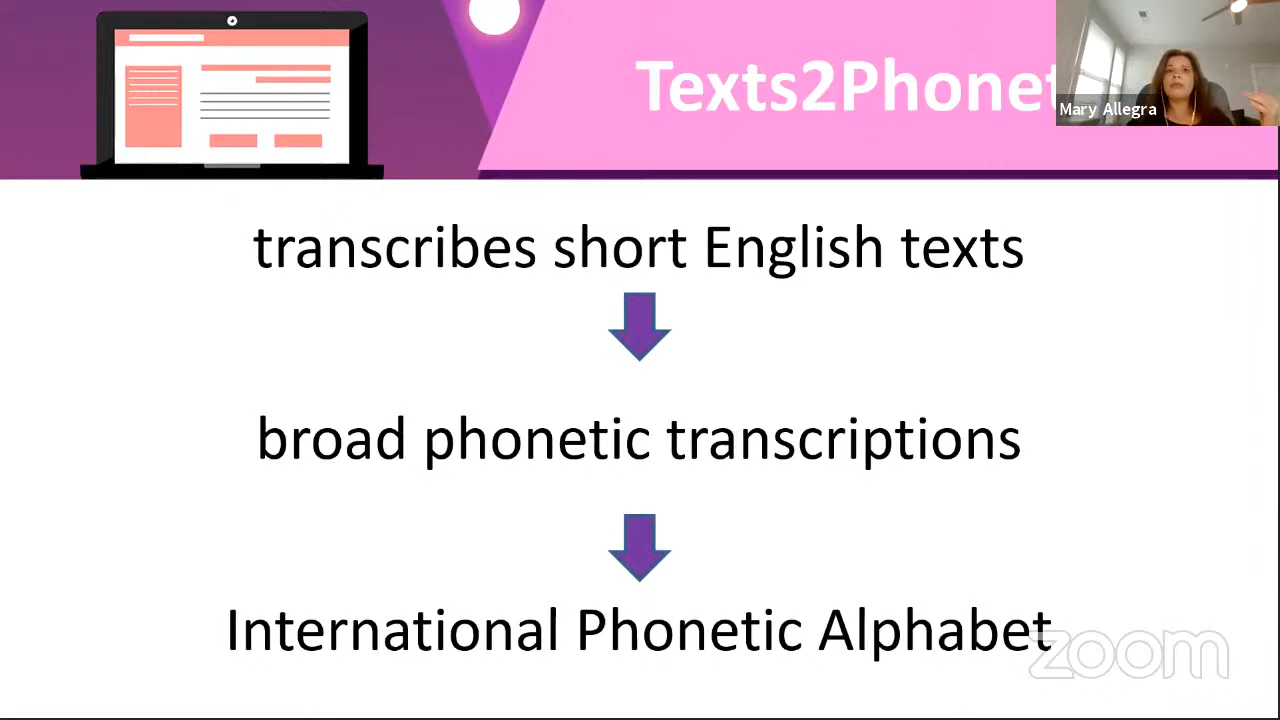 Texts2Phonet
Mary Allegra
transcribes short English texts
broad phonetic transcriptions
International Phonetic Alphabet
zoom